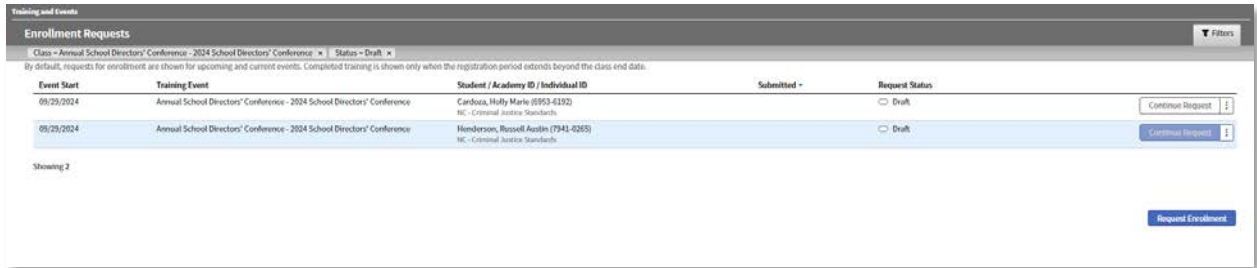 Training and Events
Enrollment Requests
Filters
Class = Annual School Directors' Conference - 2024 School Directors' Conference × Status = Draft ×
By default, requests for enrollment are shown for upcoming and current events. Completed training is shown only when the registration period extends beyond the class end date.
Event Start Training Event Student / Academy ID / Individual ID Submitted Request Status
09/29/2024 Annual School Directors' Conference - 2024 School Directors' Conference Cardoza, Holly Marie (6953-6192) Draft Continue Request
NC - Criminal Justice Standards
09/29/2024 Annual School Directors' Conference - 2024 School Directors' Conference Henderson, Russell Austin (7941-0265) Draft Continue Request
NC - Criminal Justice Standards
Showing 2
Request Enrollment